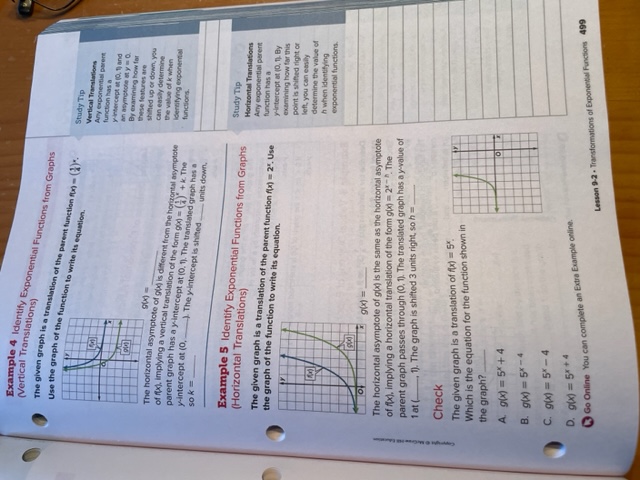 Example 4 Identify Exponential Functions from Graphs
(Vertical Translations)
The given graph is a translation of the parent function f(x) = (1/4)ˣ.
Use the graph of the function to write its equation.
y
f(x)
O
x
g(x)
g(x) = ____
The horizontal asymptote of g(x) is different from the horizontal asymptote
of f(x), implying a vertical translation of the form g(x) = (1/4)ˣ + k. The
parent graph has a y-intercept at (0, 1). The translated graph has a
y-intercept at (0, ____). The y-intercept is shifted ____ units down,
so k = ____
Study Tip
Vertical Translations
Any exponential parent
function has a
y-intercept at (0, 1) and
an asymptote at y = 0.
By examining how far
these features are
shifted up or down, you
can easily determine
the value of k when
identifying exponential
functions.
Example 5 Identify Exponential Functions from Graphs
(Horizontal Translations)
The given graph is a translation of the parent function f(x) = 2ˣ. Use
the graph of the function to write its equation.
y
f(x)
g(x)
O
x
g(x) = ____
The horizontal asymptote of g(x) is the same as the horizontal asymptote
of f(x), implying a horizontal translation of the form g(x) = 2ˣ⁻ʰ. The
parent graph passes through (0, 1). The translated graph has a y-value of
1 at (____, 1). The graph is shifted 3 units right, so h = ____
Study Tip
Horizontal Translations
Any exponential parent
function has a
y-intercept at (0, 1). By
examining how far this
point is shifted right or
left, you can easily
determine the value of
h when identifying
exponential functions.
Copyright © McGraw-Hill Education
Check
The given graph is a translation of f(x) = 5ˣ.
Which is the equation for the function shown in
the graph? ____
y
O
x
A. g(x) = 5ˣ + 4
B. g(x) = 5ˣ⁻⁴
C. g(x) = 5ˣ − 4
D. g(x) = 5ˣ⁺⁴
Go Online You can complete an Extra Example online.
Lesson 9-2 • Transformations of Exponential Functions 499